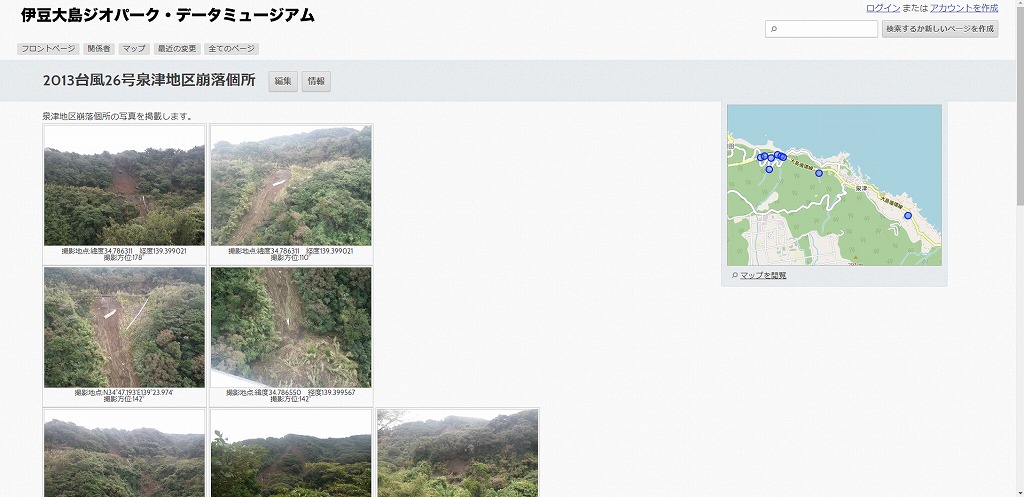 伊豆大島ジオパーク・データミュージアム
ログイン または アカウントを作成
検索するか新しいページを作成
フロントページ 関係者 マップ 最近の変更 全てのページ
2013台風26号泉津地区崩落個所 編集 情報
泉津地区崩落個所の写真を掲載します。
撮影地点:緯度34.786311 経度139.399021
撮影方位:178°
撮影地点:緯度34.786311 経度139.399021
撮影方位:110°
撮影地点:N34°47.193'E139°23.974'
撮影方位:142°
撮影地点:緯度34.786550 経度139.399567
撮影方位:142°
大島循環線
泉津
大島循環線
マップを閲覧